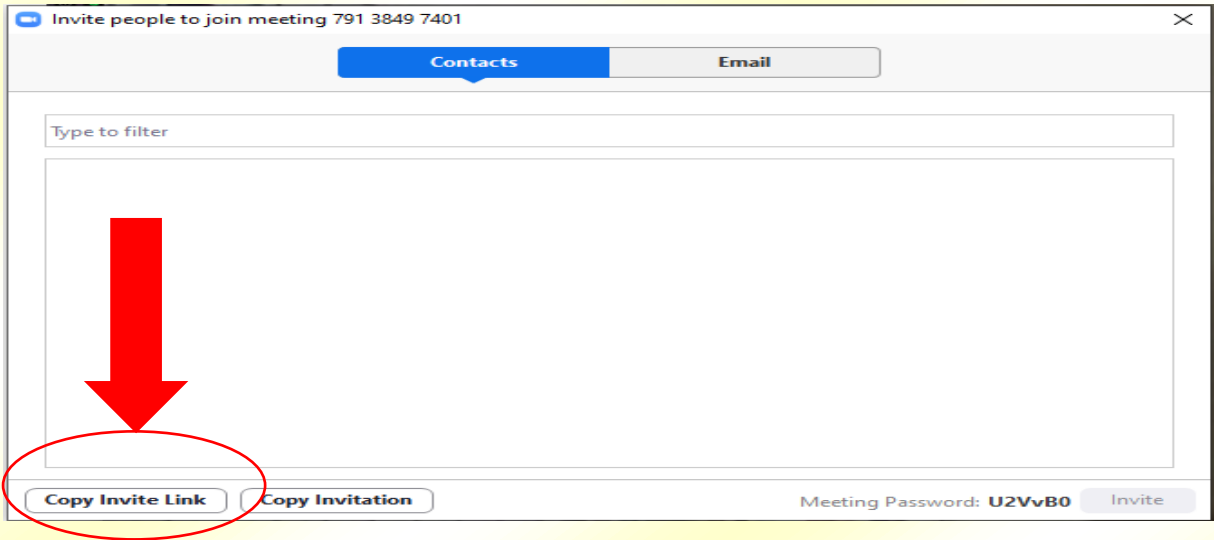 Invite people to join meeting 791 3849 7401
Contacts Email
Type to filter
Copy Invite Link Copy Invitation Meeting Password: U2VvB0 Invite